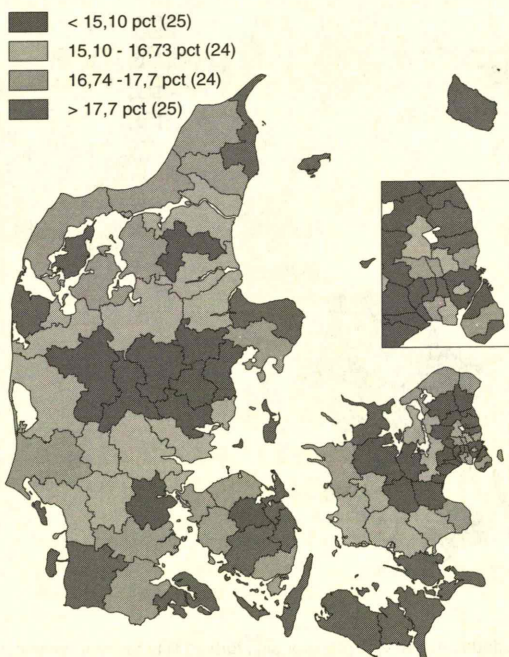 < 15,10 pct (25)
15,10 - 16,73 pct (24)
16,74 -17,7 pct (24)
> 17,7 pct (25)